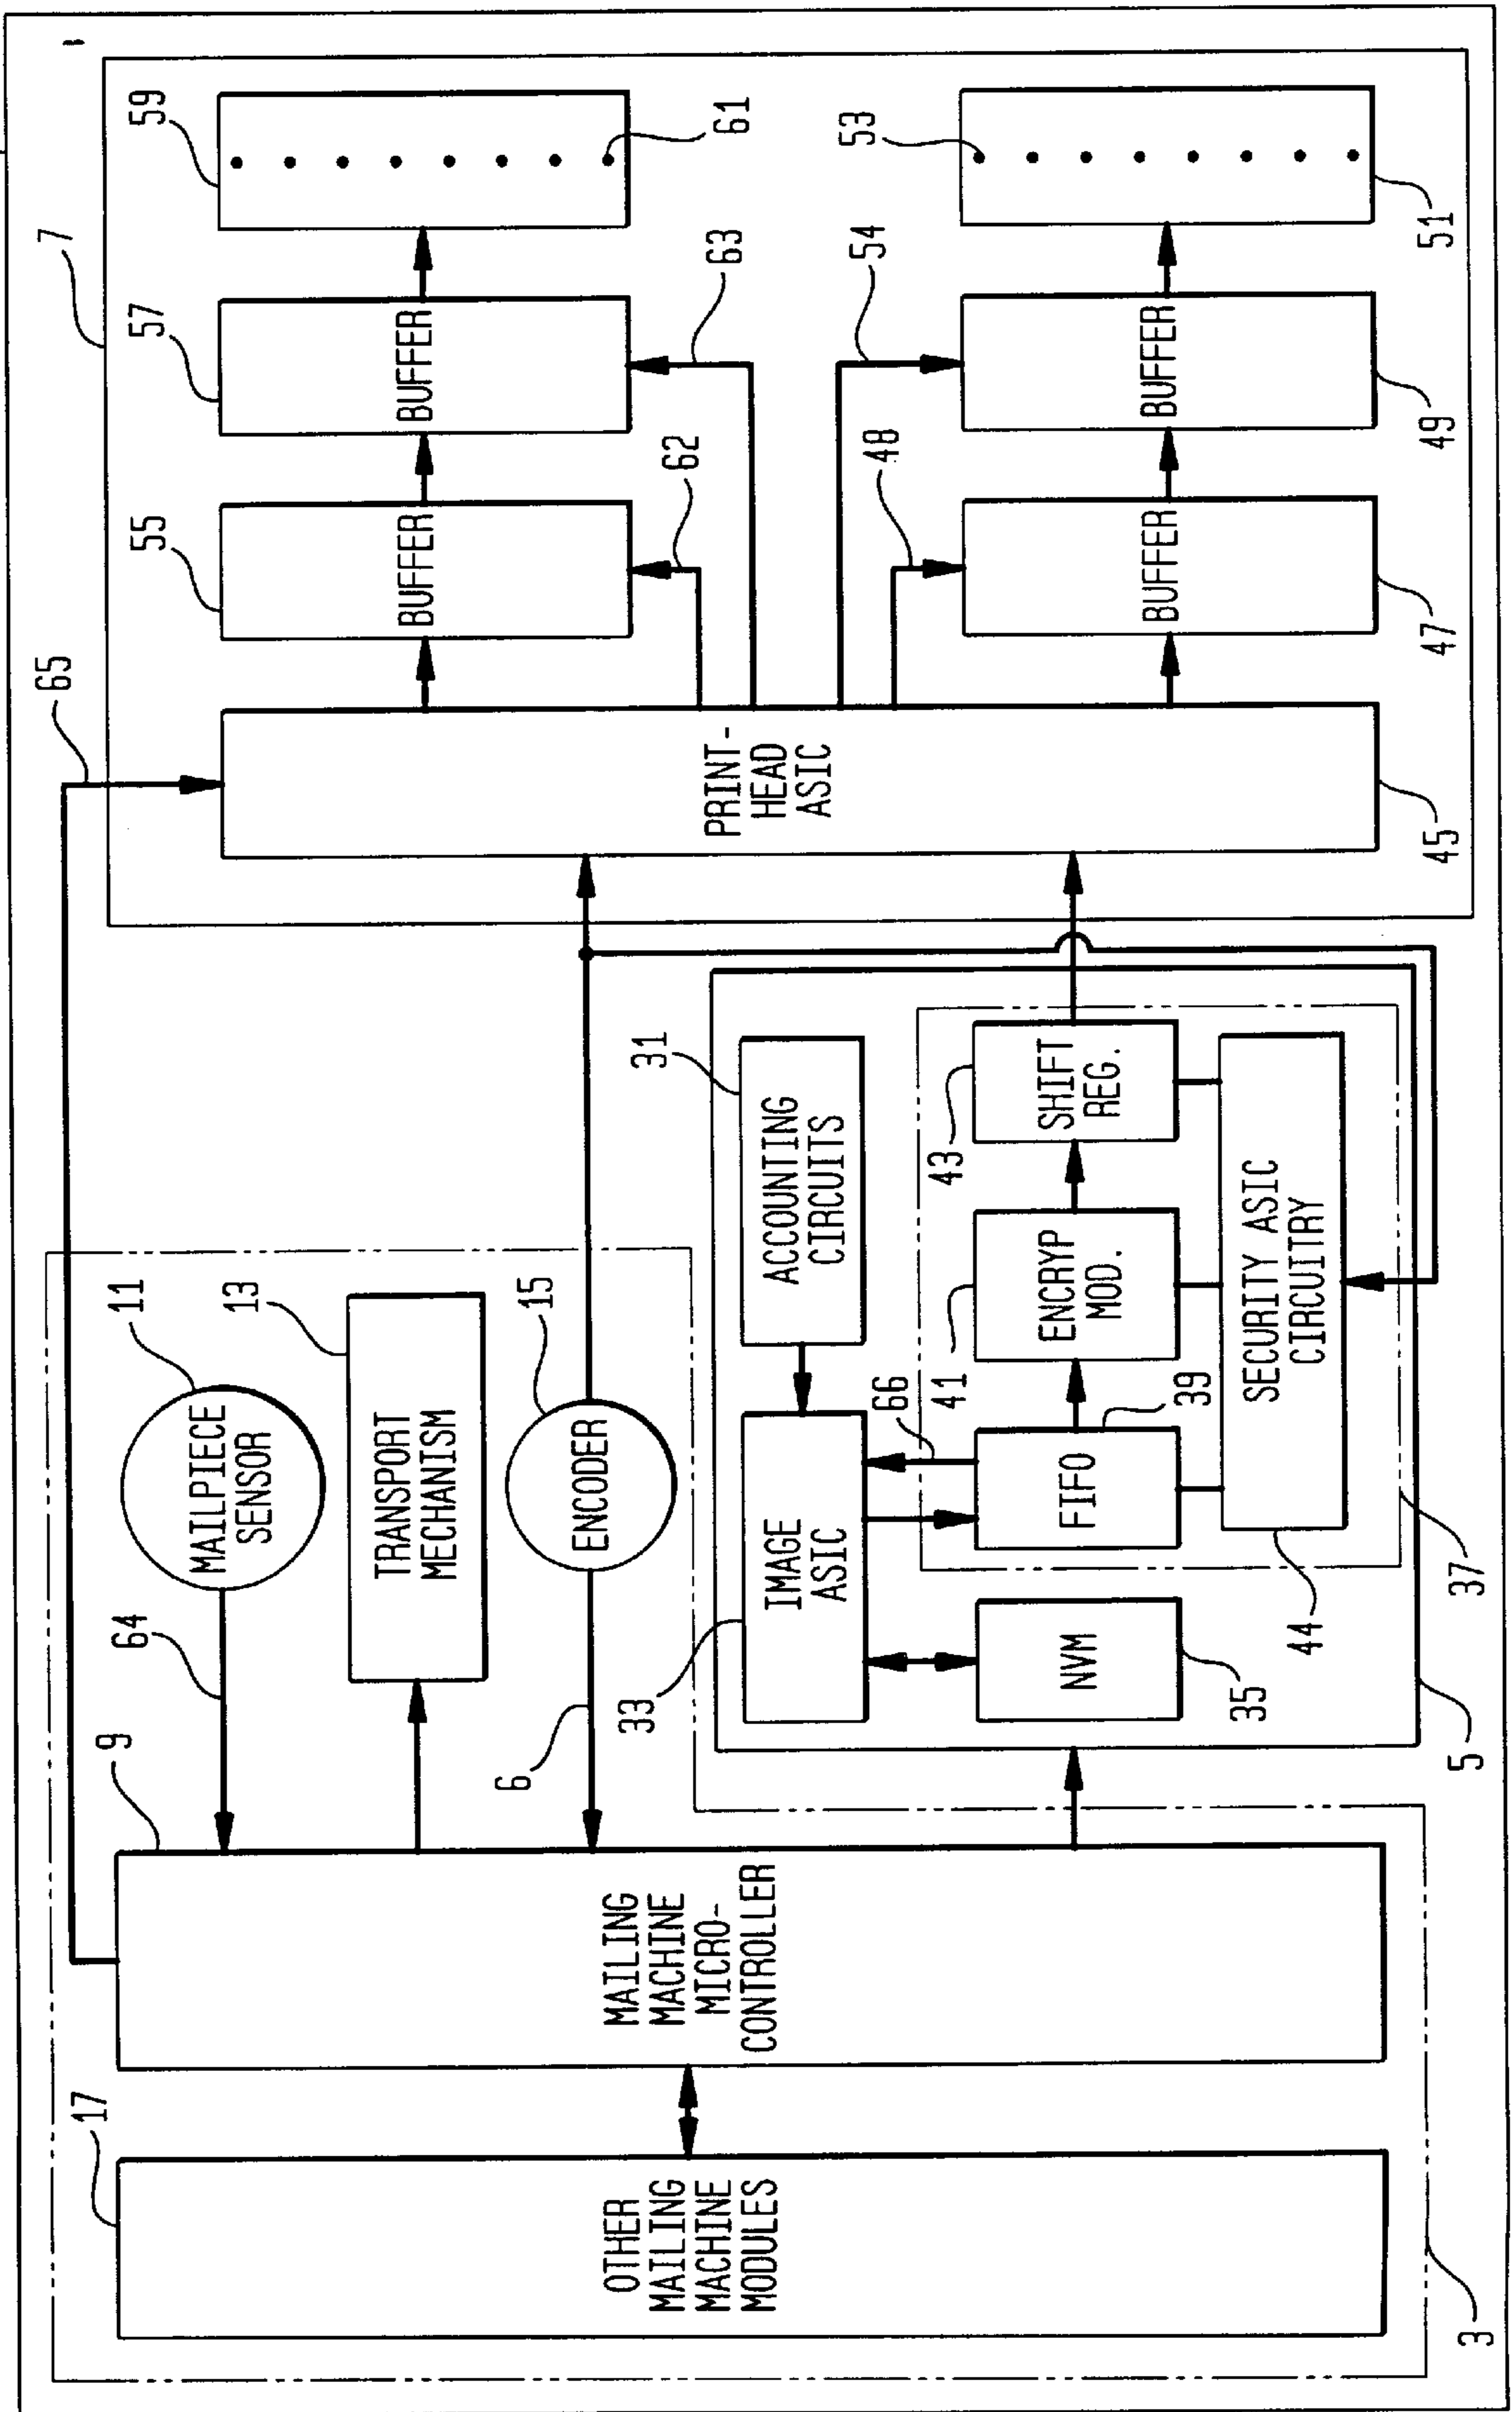 1
17
OTHER
MAILING
MACHINE
MODULES
3
9
MAILING
MACHINE
MICRO-
CONTROLLER
64
11
MAILPIECE
SENSOR
13
TRANSPORT
MECHANISM
6
15
ENCODER
65
33
IMAGE
ASIC
31
ACCOUNTING
CIRCUITS
66
35
NVM
39
FIFO
41
ENCRYP
MOD.
43
SHIFT
REG.
44
SECURITY ASIC
CIRCUITRY
37
5
7
45
PRINT-
HEAD
ASIC
55
BUFFER
62
57
BUFFER
63
59
61
48
47
BUFFER
54
49
BUFFER
53
51